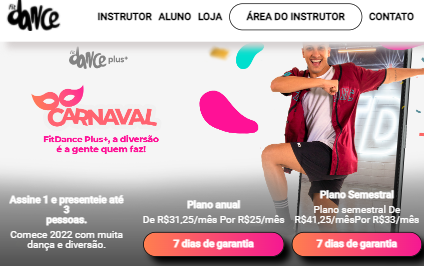 fit dance
INSTRUTOR ALUNO LOJA ÁREA DO INSTRUTOR CONTATO
fit dance plus+
CARNAVAL
FitDance Plus+, a diversão
é a gente quem faz!
Assine 1 e presenteie até
3
pessoas.
Comece 2022 com muita
dança e diversão.
Plano anual
De R$31,25/mês Por R$25/mês
7 dias de garantia
Plano Semestral
Plano semestral De
R$41,25/mêsPor R$33/mês
7 dias de garantia